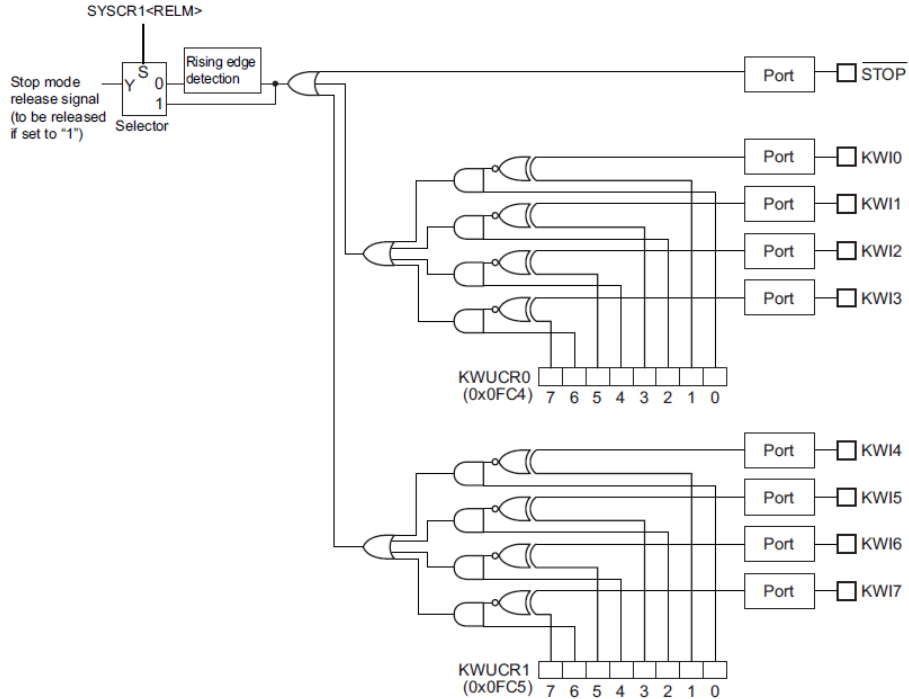 SYSCR1<RELM>
Stop mode
release signal
(to be released
if set to “1”)
S
Y
0
1
Selector
Rising edge
detection
Port
STOP
Port
KWI0
Port
KWI1
Port
KWI2
Port
KWI3
KWUCR0
(0x0FC4)
7 6 5 4 3 2 1 0
Port
KWI4
Port
KWI5
Port
KWI6
Port
KWI7
KWUCR1
(0x0FC5)
7 6 5 4 3 2 1 0